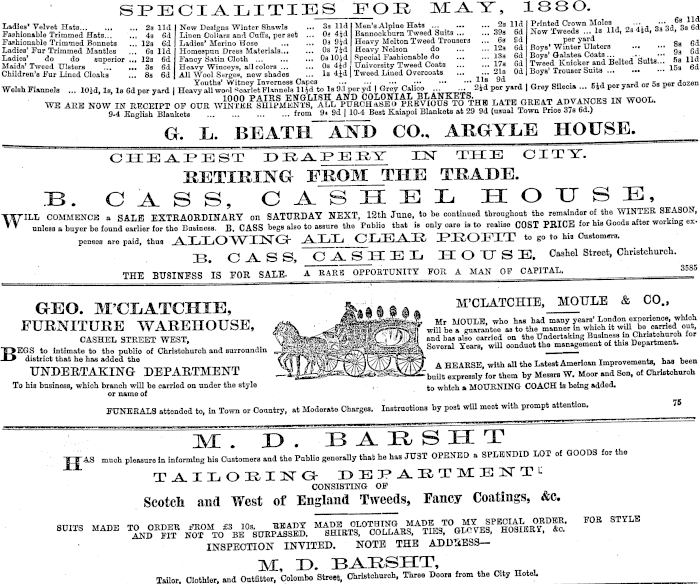 SPECIALITIES FOR MAY, 1880.
Ladies' Velvet Hats... ... ... 2s 11d | New Designs Winter Shawls ... 3s 11d | Men's Alpine Hats ... ... ... 2s 11d | Printed Crown Moles ... ... 6s 11d
Fashionable Trimmed Hats... ... 4s 6d | Linen Collars and Cuffs, per set ... 0s 4½d | Bannockburn Tweed Suits ... ... 39s 6d | New Tweeds ... 1s 11d, 2s 4½d, 3s 3d, 3s 6d
Fashionable Trimmed Bonnets ... 12s 6d | Ladies' Merino Hose ... ... 0s 9½d | Heavy Melton Tweed Trousers ... 9s 6d | per yard
Ladies' Fur Trimmed Mantles ... 6s 11d | Homespun Dress Materials... ... 0s 7½d | Heavy Nelson do ... 12s 6d | Boys' Winter Ulsters ... ... 8s 6d
Ladies' do do superior ... 12s 6d | Fancy Satin Cloth ... ... 0s 10½d | Special Fashionable do ... 13s 6d | Boys' Galatea Coats ... ... 9s 6d
Maids' Tweed Ulsters ... ... 3s 6d | Heavy Winceys, all colors ... 0s 4½d | University Tweed Coats ... 17s 6d | Tweed Knicker and Belted Suits ... 5s 11d
Children's Fur Lined Cloaks ... 8s 6d | All Wool Serges, new shades ... 1s 4½d | Tweed Lined Overcoats ... 21s 0d | Boys' Trouser Suits ... ... 15s 6d
Youths' Witney Inverness Capes ... ... ... 11s 9d
Welsh Flannels ... 10½d, 1s, 1s 6d per yard | Heavy all wool Scarlet Flannels 11½d to 1s 9d per yd | Grey Calico ... 2½d per yard | Grey Silecia ... 5½d per yard or 5s per dozen
1000 PAIRS ENGLISH AND COLONIAL BLANKETS.
WE ARE NOW IN RECEIPT OF OUR WINTER SHIPMENTS, ALL PURCHASED PREVIOUS TO THE LATE GREAT ADVANCES IN WOOL.
9-4 English Blankets ... ... ... ... from 9s 9d | 10-4 Best Kaiapoi Blankets at 29 9d (usual Town Price 37s 6d.)
G. L. BEATH AND CO., ARGYLE HOUSE.
CHEAPEST DRAPERY IN THE CITY.
RETIRING FROM THE TRADE.
B. CASS, CASHEL HOUSE,
WILL COMMENCE a SALE EXTRAORDINARY on SATURDAY NEXT, 12th June, to be continued throughout the remainder of the WINTER SEASON,
unless a buyer be found earlier for the Business. B. CASS begs also to assure the Public that is only care is to realise COST PRICE for his Goods after working ex-
penses are paid, thus ALLOWING ALL CLEAR PROFIT to go to his Customers.
B. CASS, CASHEL HOUSE, Cashel Street, Christchurch.
THE BUSINESS IS FOR SALE. A RARE OPPORTUNITY FOR A MAN OF CAPITAL. 3585
GEO. M'CLATCHIE,
FURNITURE WAREHOUSE,
CASHEL STREET WEST,
BEGS to intimate to the public of Christchurch and surroundin
district that he has added the
UNDERTAKING DEPARTMENT
To his business, which branch will be carried on under the style
or name of
M'CLATCHIE, MOULE & CO.,
Mr MOULE, who has had many years' London experience, which
will be a guarantee as to the manner in which it will be carried out,
and has also carried on the Undertaking Business in Christchurch for
Several Years, will conduct the management of this Department.
A HEARSE, with all the Latest American Improvements, has been
built expressly for them by Messrs W. Moor and Son, of Christchurch
to which a MOURNING COACH is being added.
FUNERALS attended to, in Town or Country, at Moderate Charges. Instructions by post will meet with prompt attention. 75
M. D. BARSHT
HAS much pleasure in informing his Customers and the Public generally that he has JUST OPENED a SPLENDID LOT of GOODS for the
TAILORING DEPARTMENT
CONSISTING OF
Scotch and West of England Tweeds, Fancy Coatings, &c.
SUITS MADE TO ORDER FROM £3 10s. READY MADE CLOTHING MADE TO MY SPECIAL ORDER. FOR STYLE
AND FIT NOT TO BE SURPASSED. SHIRTS, COLLARS, TIES, GLOVES, HOSIERY, &c.
INSPECTION INVITED. NOTE THE ADDRESS—
M. D. BARSHT,
Tailor, Clothier, and Outfitter, Colombo Street, Christchurch, Three Doors from the City Hotel.